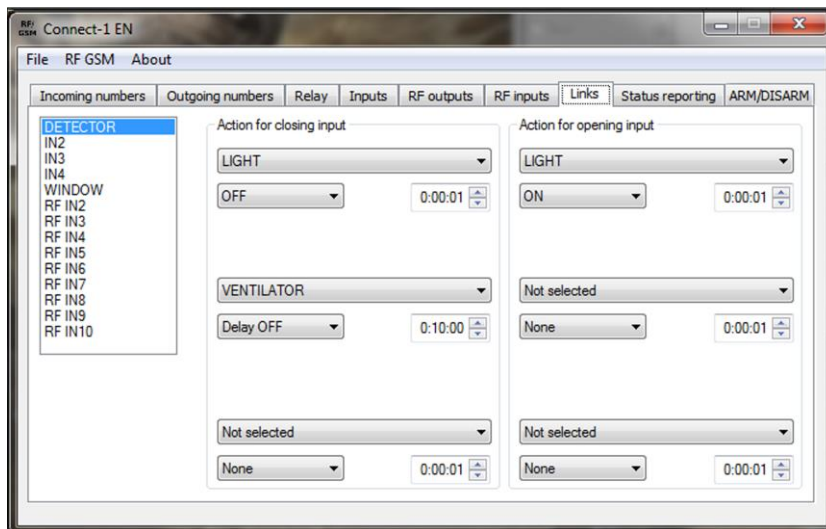 RF/
GSM Connect-1 EN
File RF GSM About
Incoming numbers Outgoing numbers Relay Inputs RF outputs RF inputs Links Status reporting ARM/DISARM
DETECTOR
IN2
IN3
IN4
WINDOW
RF IN2
RF IN3
RF IN4
RF IN5
RF IN6
RF IN7
RF IN8
RF IN9
RF IN10
Action for closing input
LIGHT
OFF 0:00:01
VENTILATOR
Delay OFF 0:10:00
Not selected
None 0:00:01
Action for opening input
LIGHT
ON 0:00:01
Not selected
None 0:00:01
Not selected
None 0:00:01